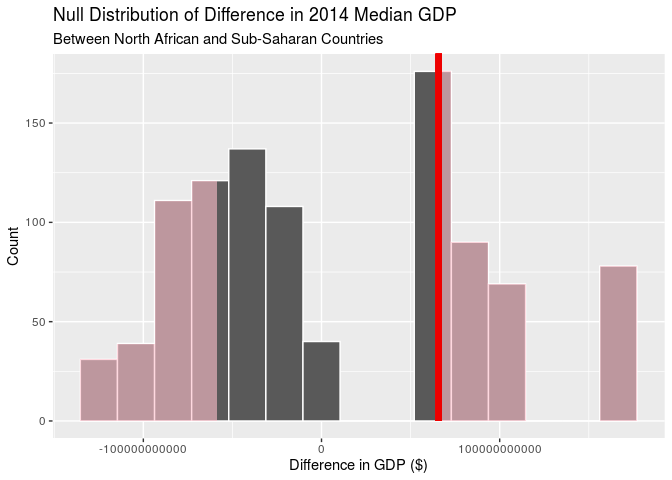 Null Distribution of Difference in 2014 Median GDP
Between North African and Sub-Saharan Countries
150
100
50
0
Count
-100000000000
0
100000000000
Difference in GDP ($)